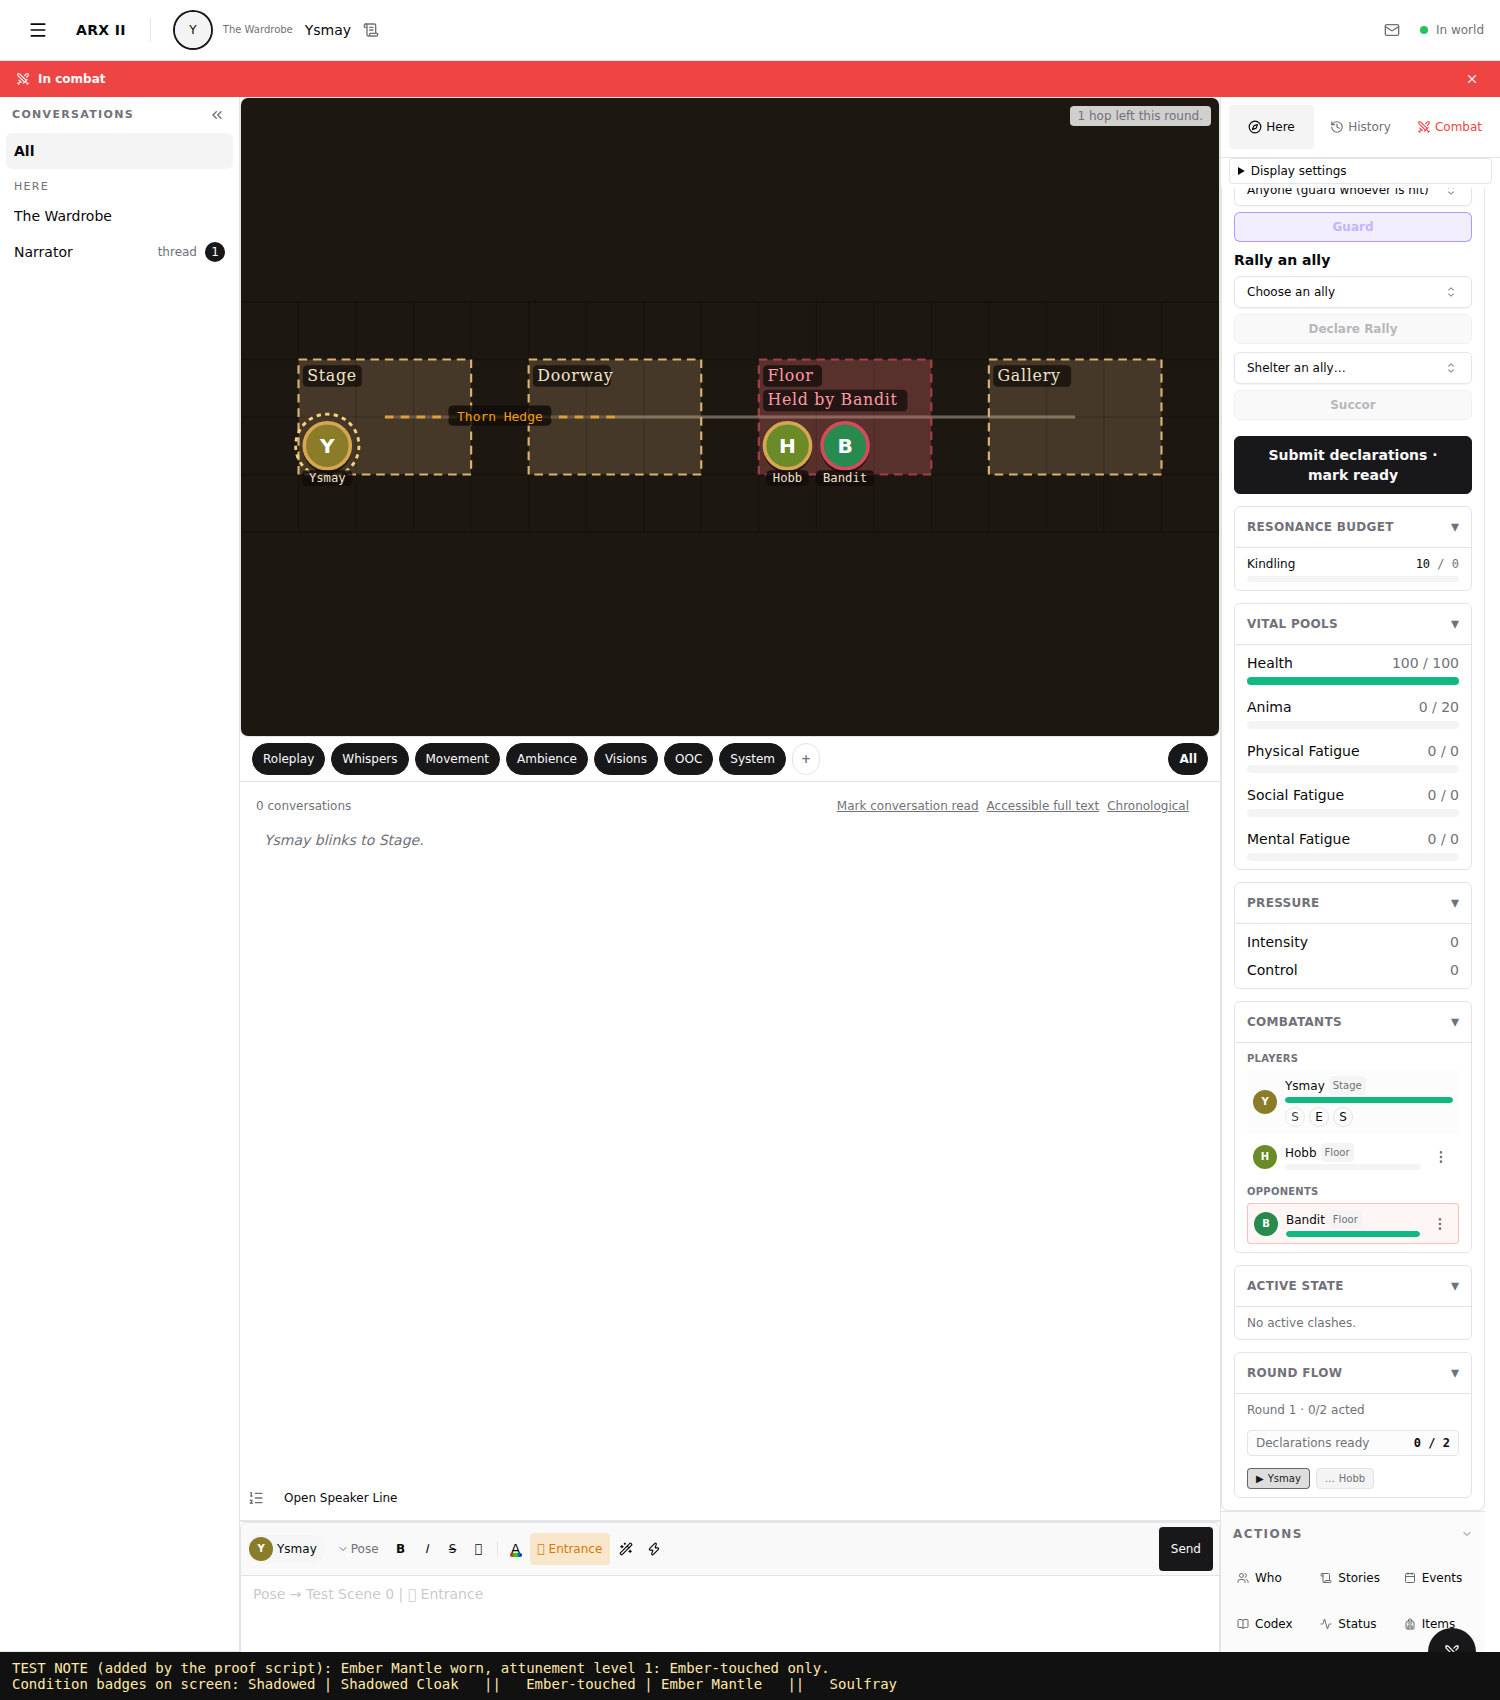 ARX II
Y
The Wardrobe
Ysmay
In world
In combat
CONVERSATIONS
All
HERE
The Wardrobe
Narrator thread 1
1 hop left this round.
Stage
Doorway
Floor
Held by Bandit
Gallery
Thorn Hedge
Y
H
B
Ysmay
Hobb
Bandit
Roleplay
Whispers
Movement
Ambience
Visions
OOC
System
+
All
0 conversations
Mark conversation read
Accessible full text
Chronological
Ysmay blinks to Stage.
Open Speaker Line
Y Ysmay
Pose
B
I
S
A
Entrance
Send
Pose → Test Scene 0 | Entrance
Here
History
Combat
Display settings
Anyone (guard whoever is hit)
Guard
Rally an ally
Choose an ally
Declare Rally
Shelter an ally…
Succor
Submit declarations ·
mark ready
RESONANCE BUDGET
Kindling 10 / 0
VITAL POOLS
Health 100 / 100
Anima 0 / 20
Physical Fatigue 0 / 0
Social Fatigue 0 / 0
Mental Fatigue 0 / 0
PRESSURE
Intensity 0
Control 0
COMBATANTS
PLAYERS
Y Ysmay Stage
S E S
H Hobb Floor
OPPONENTS
B Bandit Floor
ACTIVE STATE
No active clashes.
ROUND FLOW
Round 1 · 0/2 acted
Declarations ready 0 / 2
▶ Ysmay … Hobb
ACTIONS
Who Stories Events
Codex Status Items
TEST NOTE (added by the proof script): Ember Mantle worn, attunement level 1: Ember-touched only.
Condition badges on screen: Shadowed | Shadowed Cloak || Ember-touched | Ember Mantle || Soulfray